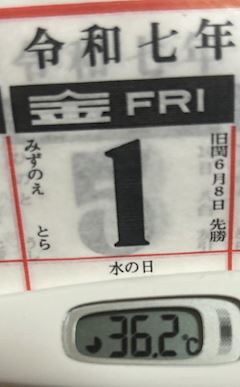 令和七年
金 FRI
みずのえ とら
1
旧閏6月8日 先勝
水の日
36.2℃